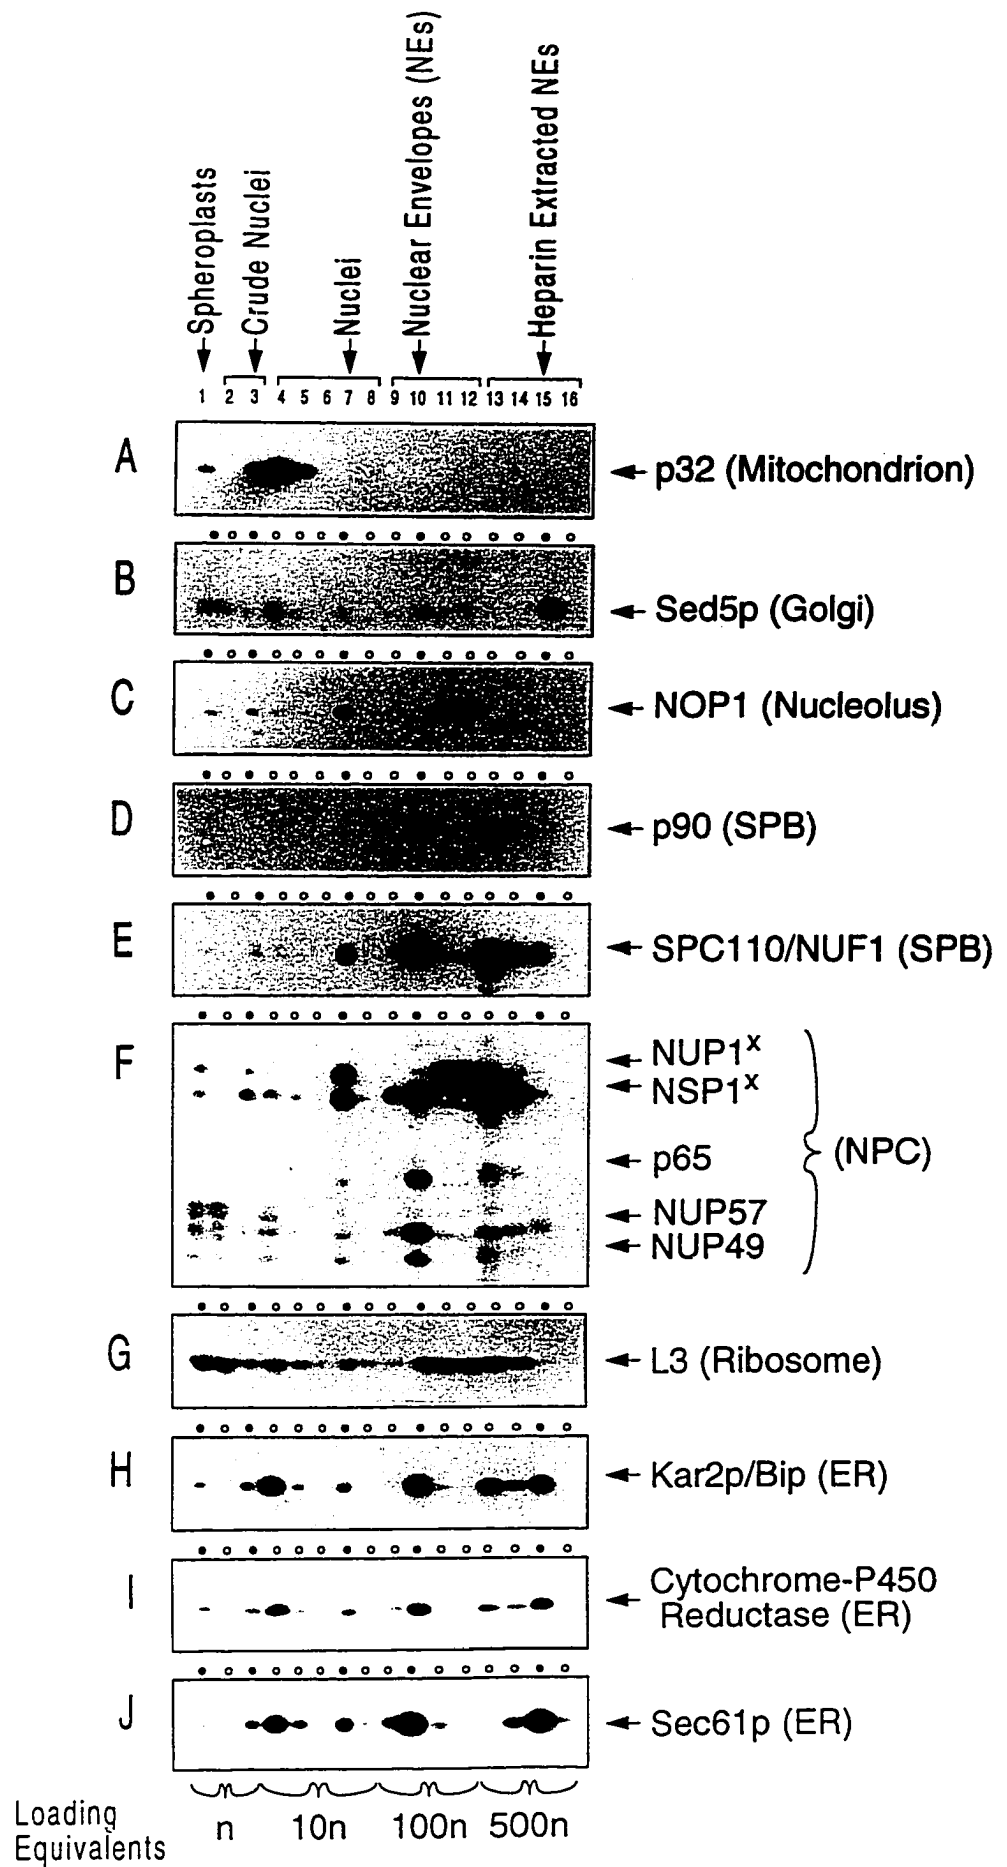 Spheroplasts
Crude Nuclei
Nuclei
Nuclear Envelopes (NEs)
Heparin Extracted NEs
1 2 3 4 5 6 7 8 9 10 11 12 13 14 15 16
A
p32 (Mitochondrion)
B
Sed5p (Golgi)
C
NOP1 (Nucleolus)
D
p90 (SPB)
E
SPC110/NUF1 (SPB)
F
NUP1ˣ
NSP1ˣ
p65
(NPC)
NUP57
NUP49
G
L3 (Ribosome)
H
Kar2p/Bip (ER)
I
Cytochrome-P450
Reductase (ER)
J
Sec61p (ER)
Loading
Equivalents
n 10n 100n 500n